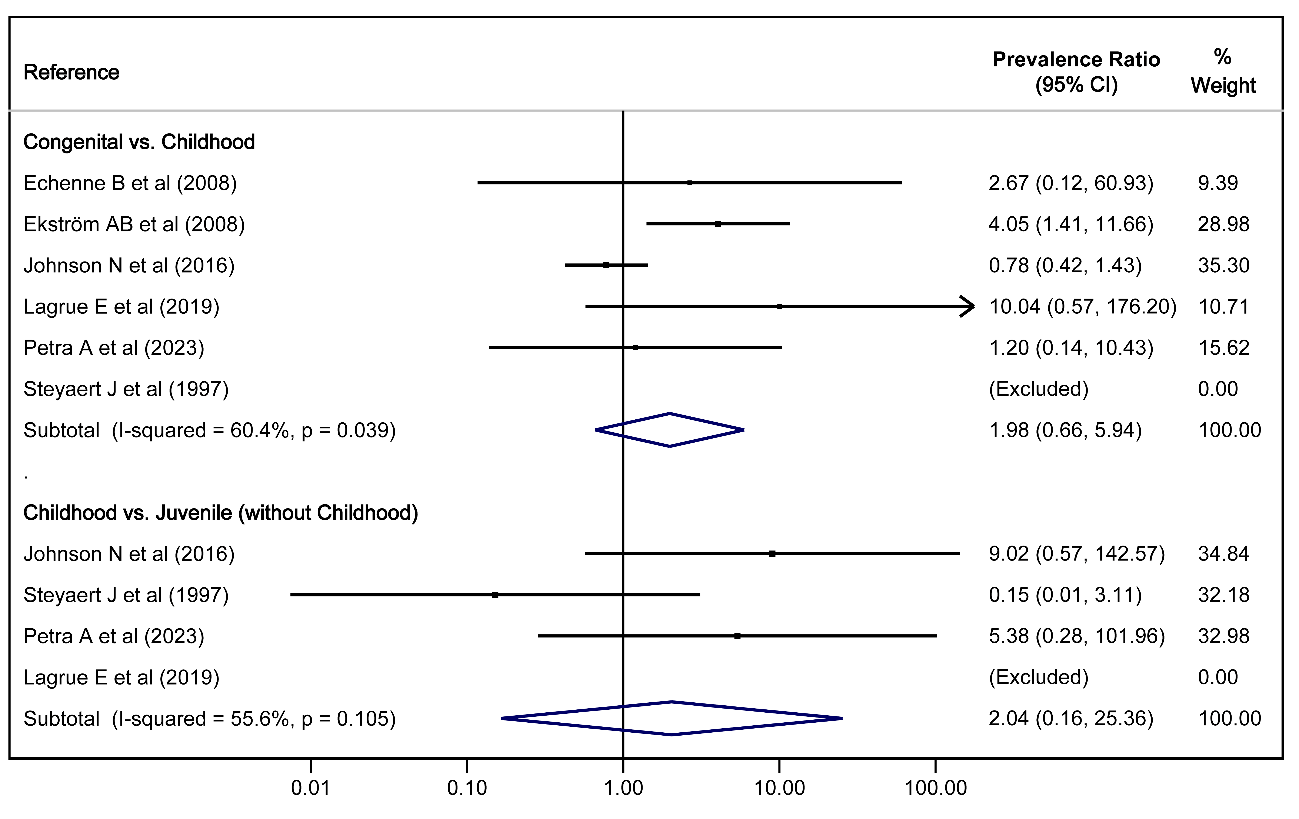 Reference Prevalence Ratio (95% CI) % Weight
Congenital vs. Childhood
Echenne B et al (2008) 2.67 (0.12, 60.93) 9.39
Ekström AB et al (2008) 4.05 (1.41, 11.66) 28.98
Johnson N et al (2016) 0.78 (0.42, 1.43) 35.30
Lagrue E et al (2019) 10.04 (0.57, 176.20) 10.71
Petra A et al (2023) 1.20 (0.14, 10.43) 15.62
Steyaert J et al (1997) (Excluded) 0.00
Subtotal (I-squared = 60.4%, p = 0.039) 1.98 (0.66, 5.94) 100.00
.
Childhood vs. Juvenile (without Childhood)
Johnson N et al (2016) 9.02 (0.57, 142.57) 34.84
Steyaert J et al (1997) 0.15 (0.01, 3.11) 32.18
Petra A et al (2023) 5.38 (0.28, 101.96) 32.98
Lagrue E et al (2019) (Excluded) 0.00
Subtotal (I-squared = 55.6%, p = 0.105) 2.04 (0.16, 25.36) 100.00
0.01 0.10 1.00 10.00 100.00